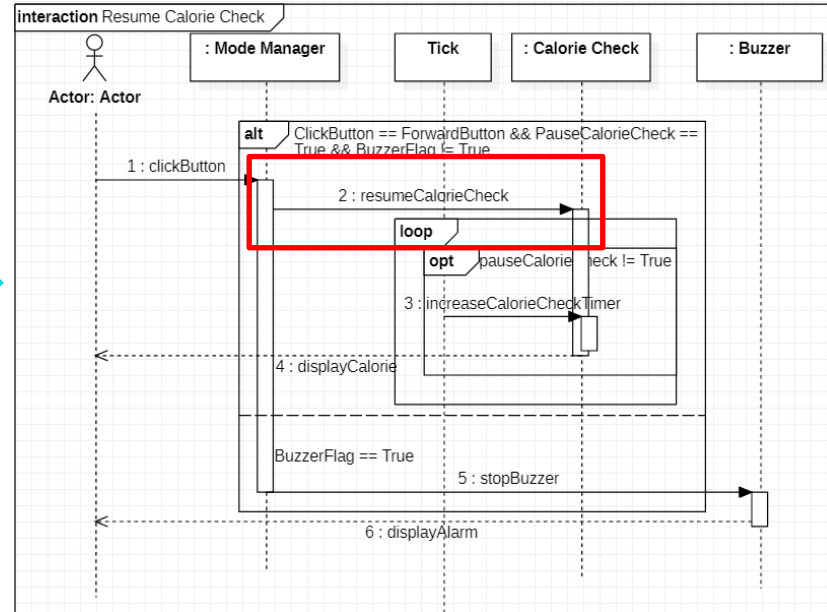 interaction Resume Calorie Check
: Mode Manager
Tick
: Calorie Check
: Buzzer
Actor: Actor
alt
ClickButton == ForwardButton && PauseCalorieCheck ==
True && BuzzerFlag != True
1 : clickButton
2 : resumeCalorieCheck
loop
opt
pauseCalorieCheck != True
3 : increaseCalorieCheckTimer
4 : displayCalorie
BuzzerFlag == True
5 : stopBuzzer
6 : displayAlarm